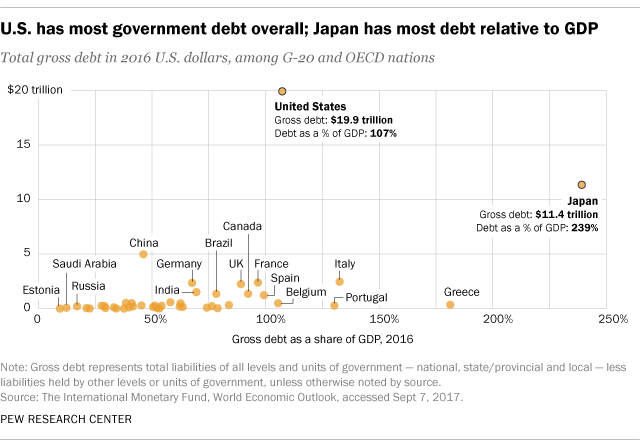 U.S. has most government debt overall; Japan has most debt relative to GDP
Total gross debt in 2016 U.S. dollars, among G-20 and OECD nations
$20 trillion
United States
Gross debt: $19.9 trillion
Debt as a % of GDP: 107%
15
Japan
10
Gross debt: $11.4 trillion
Debt as a % of GDP: 239%
Canada
China
Brazil
5
Saudi Arabia
Germany
UK
France
Italy
Spain
Estonia
Russia
India
Belgium
Portugal
Greece
0
0 50% 100% 150% 200% 250%
Gross debt as a share of GDP, 2016
Note: Gross debt represents total liabilities of all levels and units of government — national, state/provincial and local — less
liabilities held by other levels or units of government, unless otherwise noted by source.
Source: The International Monetary Fund, World Economic Outlook, accessed Sept 7, 2017.
PEW RESEARCH CENTER